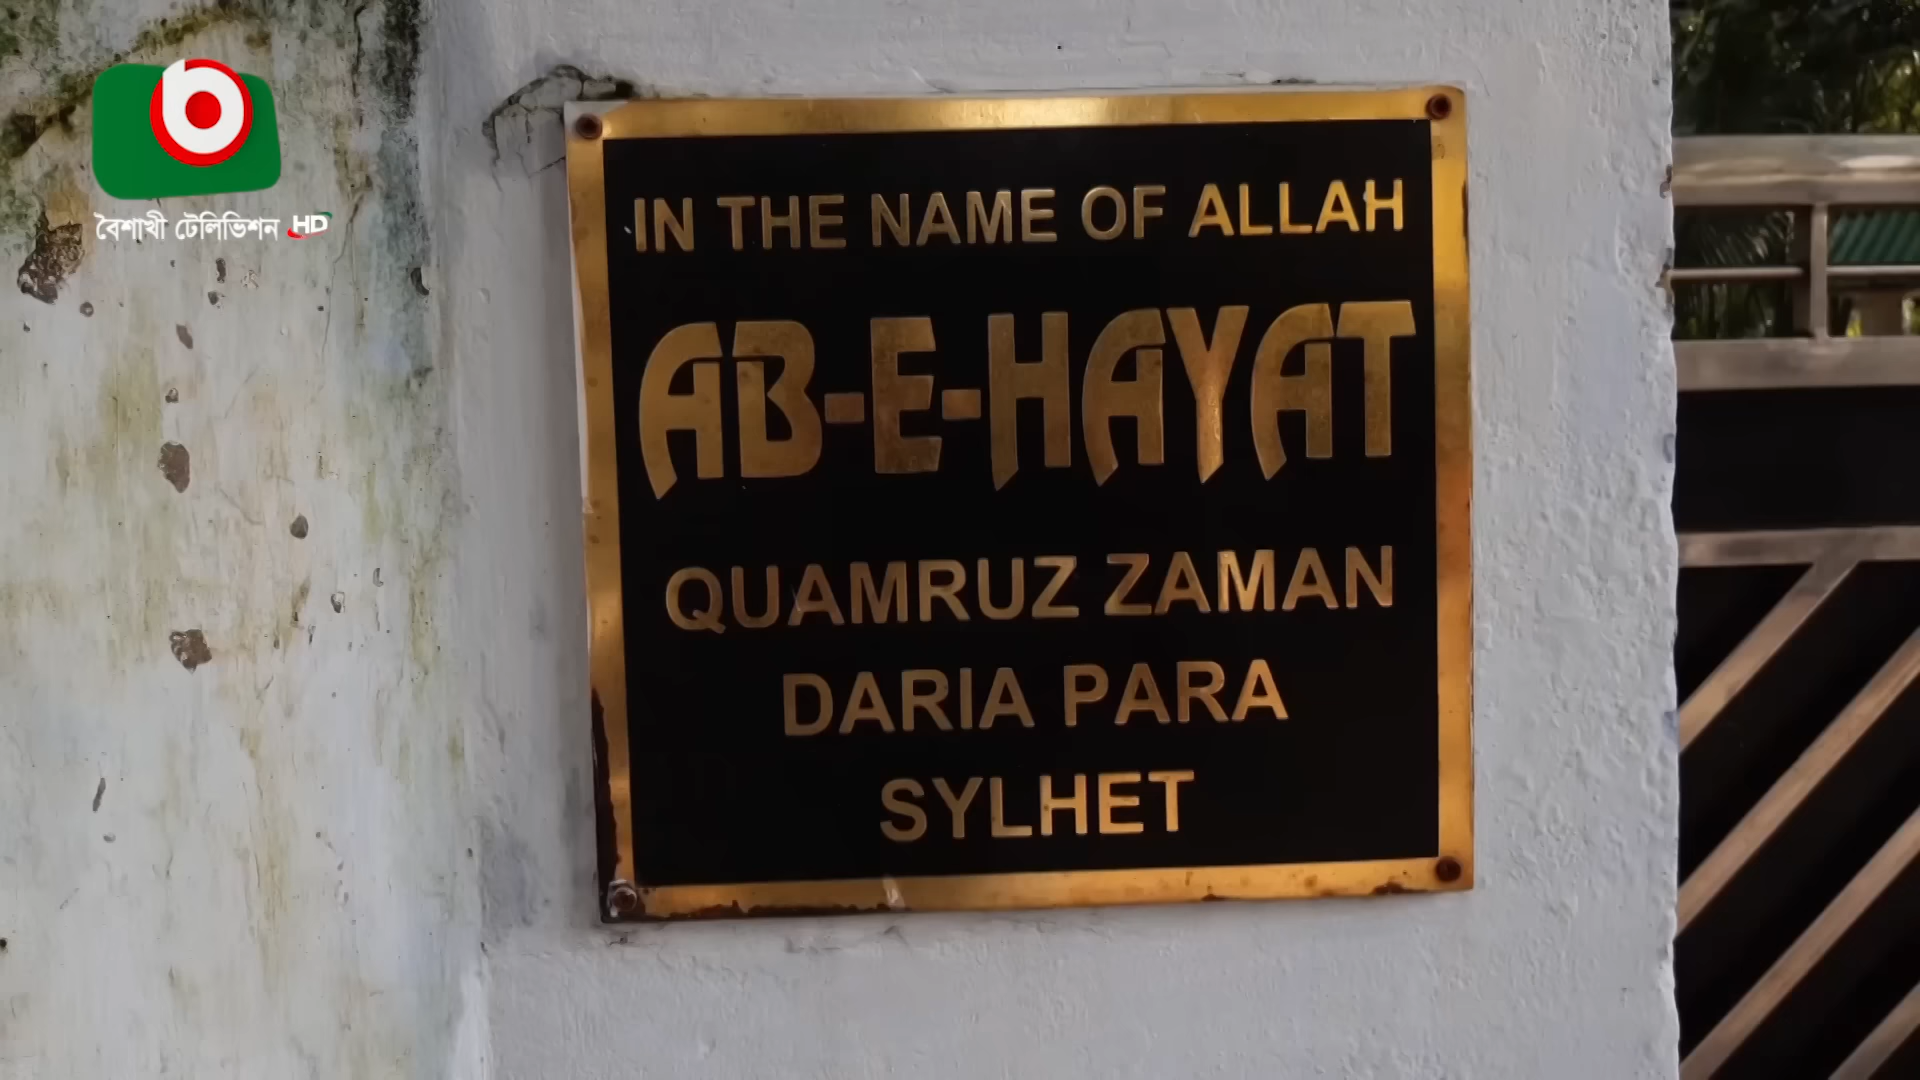 বৈশাখী টেলিভিশন HD
IN THE NAME OF ALLAH
AB-E-HAYAT
QUAMRUZ ZAMAN
DARIA PARA
SYLHET